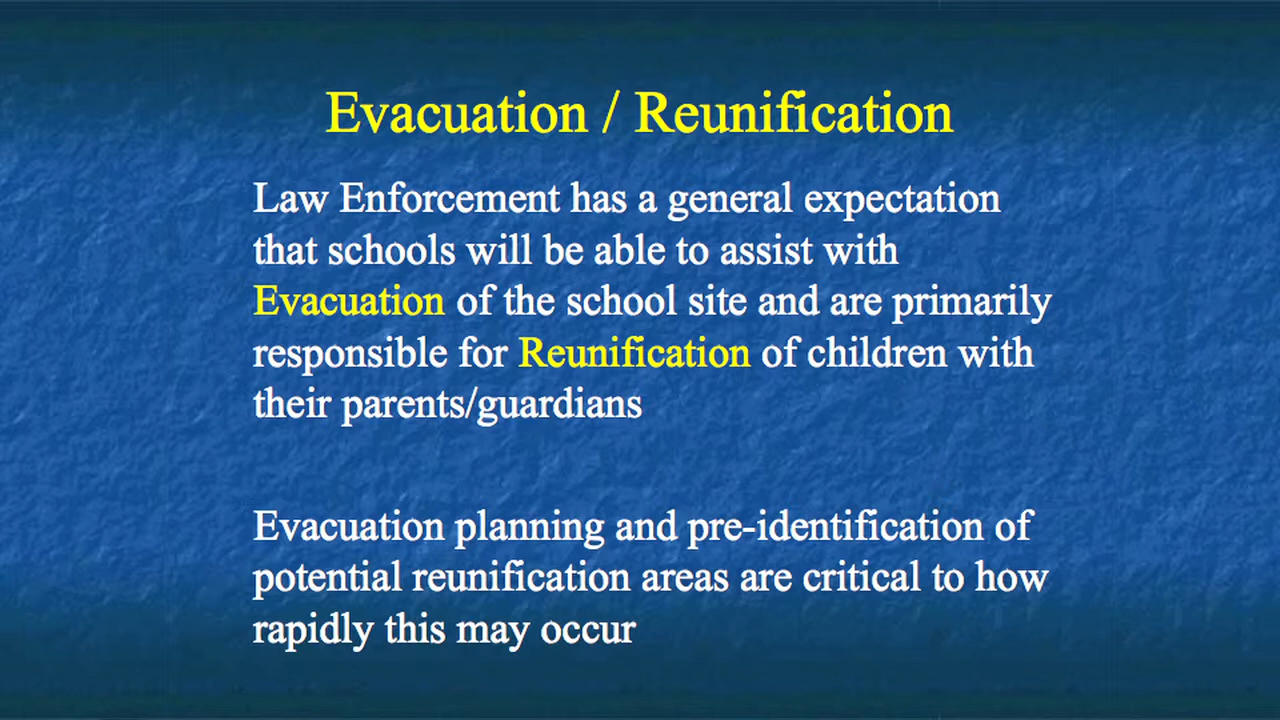 Evacuation / Reunification
Law Enforcement has a general expectation
that schools will be able to assist with
Evacuation of the school site and are primarily
responsible for Reunification of children with
their parents/guardians
Evacuation planning and pre-identification of
potential reunification areas are critical to how
rapidly this may occur